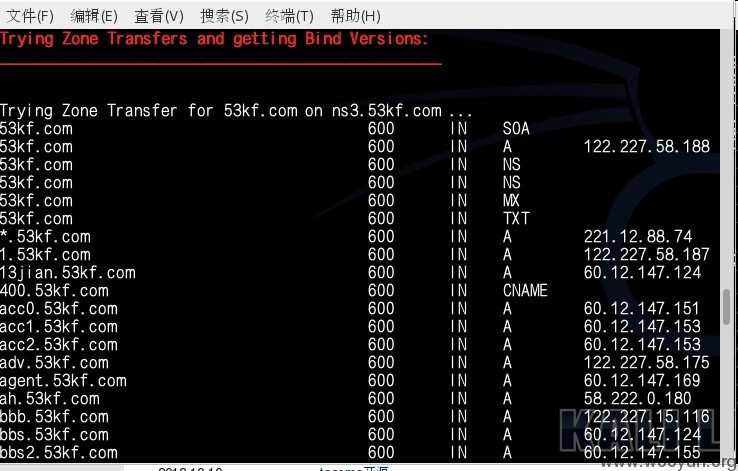 文件(F) 编辑(E) 查看(V) 搜索(S) 终端(T) 帮助(H)
Trying Zone Transfers and getting Bind Versions:
Trying Zone Transfer for 53kf.com on ns3.53kf.com ...
53kf.com 600 IN SOA
53kf.com 600 IN A 122.227.58.188
53kf.com 600 IN NS
53kf.com 600 IN NS
53kf.com 600 IN MX
53kf.com 600 IN TXT
*.53kf.com 600 IN A 221.12.88.74
1.53kf.com 600 IN A 122.227.58.187
13jian.53kf.com 600 IN A 60.12.147.124
400.53kf.com 600 IN CNAME
acc0.53kf.com 600 IN A 60.12.147.151
acc1.53kf.com 600 IN A 60.12.147.153
acc2.53kf.com 600 IN A 60.12.147.153
adv.53kf.com 600 IN A 122.227.58.175
agent.53kf.com 600 IN A 60.12.147.169
ah.53kf.com 600 IN A 58.222.0.180
bbb.53kf.com 600 IN A 122.227.15.116
bbs.53kf.com 600 IN A 60.12.147.124
bbs2.53kf.com 600 IN A 60.12.147.155
www.wooyun.org